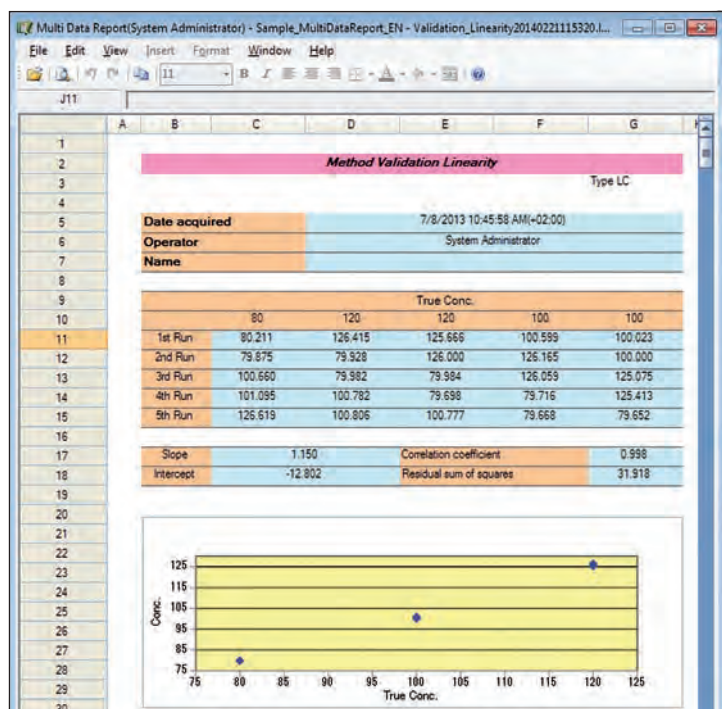 Multi Data Report(System Administrator) - Sample_MultiDataReport_EN - Validation_Linearity20140221115320.l...
File Edit View Insert Format Window Help
11 B I
J11
A B C D E F G
1
2 Method Validation Linearity
3 Type LC
4
5 Date acquired 7/8/2013 10:45:58 AM(+02:00)
6 Operator System Administrator
7 Name
8
9 True Conc.
10 80 120 120 100 100
11 1st Run 80.211 126.415 125.666 100.599 100.023
12 2nd Run 79.875 79.928 126.000 126.165 100.000
13 3rd Run 100.660 79.982 79.984 126.059 125.075
14 4th Run 101.095 100.782 79.698 79.716 125.413
15 5th Run 126.619 100.806 100.777 79.668 79.652
16
17 Slope 1.150 Correlation coefficient 0.998
18 Intercept -12.802 Residual sum of squares 31.918
19
20
21
22
23
24
25
26
27
28
29
30
125
115
105
95
85
75
Conc.
75 80 85 90 95 100 105 110 115 120 125
True Conc.